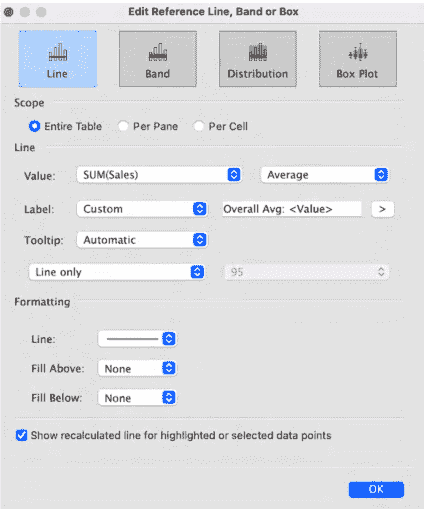 Edit Reference Line, Band or Box
Line Band Distribution Box Plot
Scope
Entire Table Per Pane Per Cell
Line
Value: SUM(Sales) Average
Label: Custom Overall Avg: <Value> >
Tooltip: Automatic
Line only 95
Formatting
Line:
Fill Above: None
Fill Below: None
Show recalculated line for highlighted or selected data points
OK